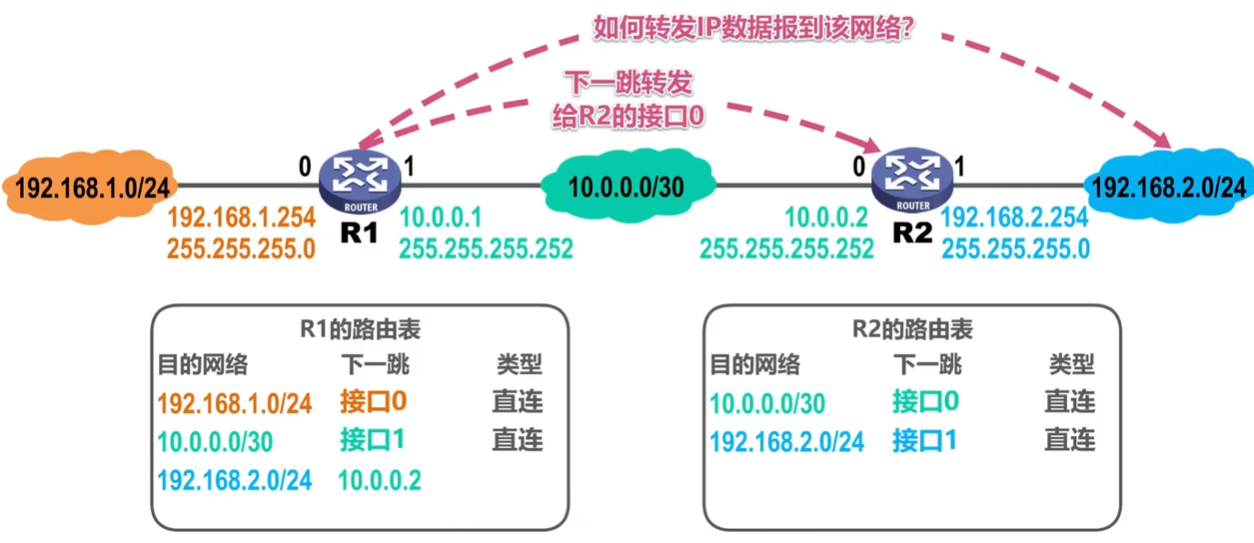 如何转发IP数据报到该网络？
下一跳转发
给R2的接口0
192.168.1.0/24
0
ROUTER
R1
1
10.0.0.0/30
0
ROUTER
R2
1
192.168.2.0/24
192.168.1.254
255.255.255.0
10.0.0.1
255.255.255.252
10.0.0.2
255.255.255.252
192.168.2.254
255.255.255.0
R1的路由表
目的网络 下一跳 类型
192.168.1.0/24 接口0 直连
10.0.0.0/30 接口1 直连
192.168.2.0/24 10.0.0.2
R2的路由表
目的网络 下一跳 类型
10.0.0.0/30 接口0 直连
192.168.2.0/24 接口1 直连